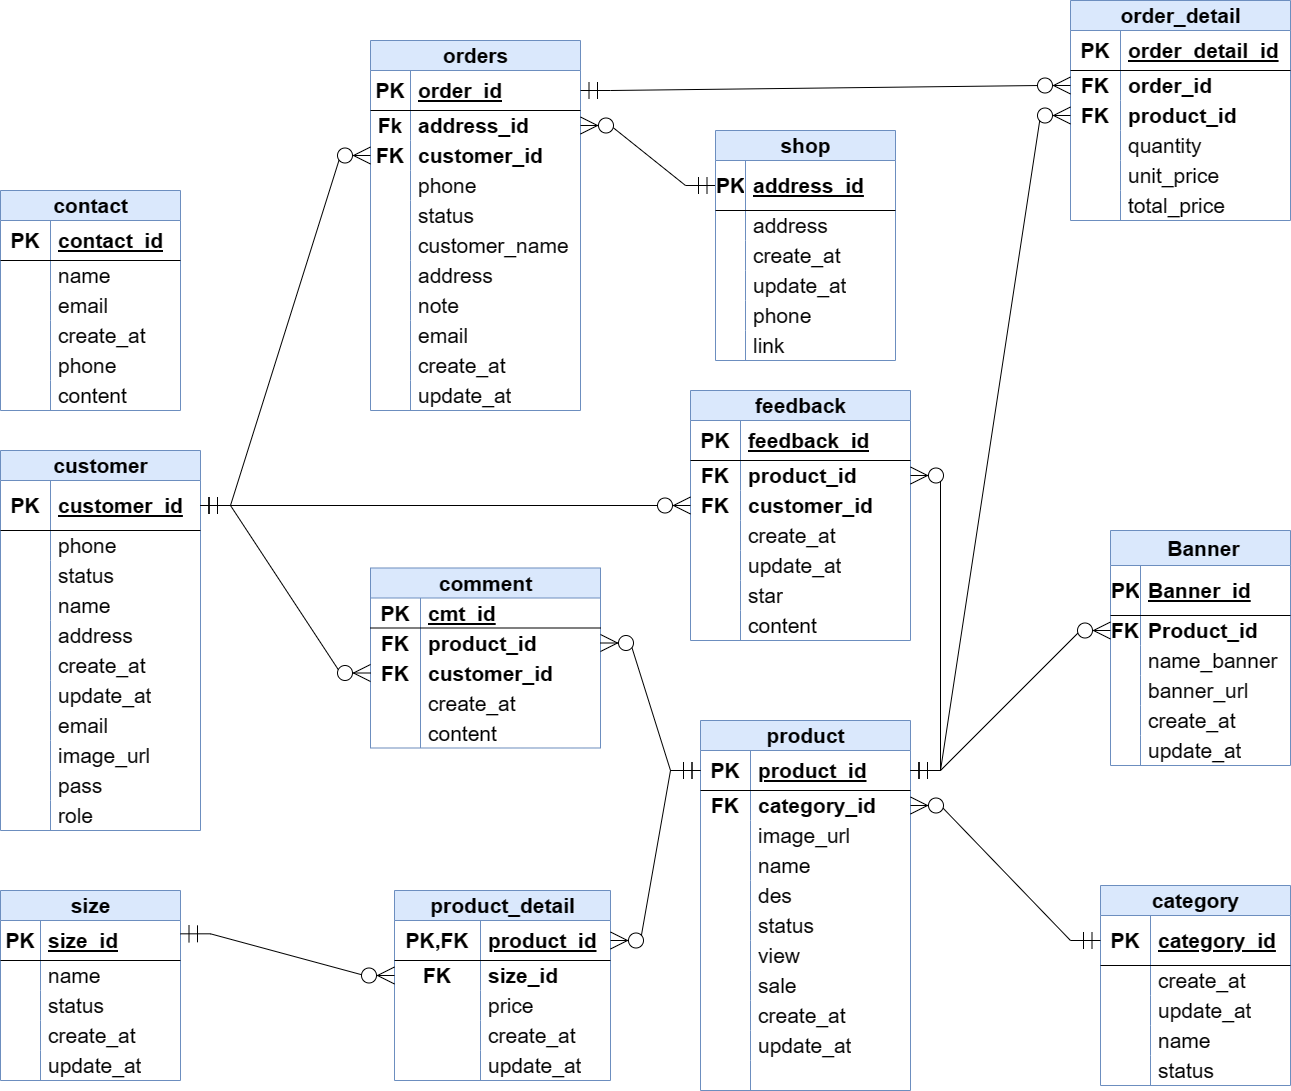 order_detail
PK order_detail_id
FK order_id
FK product_id
quantity
unit_price
total_price
orders
PK order_id
Fk address_id
FK customer_id
phone
status
customer_name
address
note
email
create_at
update_at
shop
PK address_id
address
create_at
update_at
phone
link
contact
PK contact_id
name
email
create_at
phone
content
feedback
PK feedback_id
FK product_id
FK customer_id
create_at
update_at
star
content
customer
PK customer_id
phone
status
name
address
create_at
update_at
email
image_url
pass
role
comment
PK cmt_id
FK product_id
FK customer_id
create_at
content
Banner
PK Banner_id
FK Product_id
name_banner
banner_url
create_at
update_at
product
PK product_id
FK category_id
image_url
name
des
status
view
sale
create_at
update_at
size
PK size_id
name
status
create_at
update_at
product_detail
PK,FK product_id
FK size_id
price
create_at
update_at
category
PK category_id
create_at
update_at
name
status